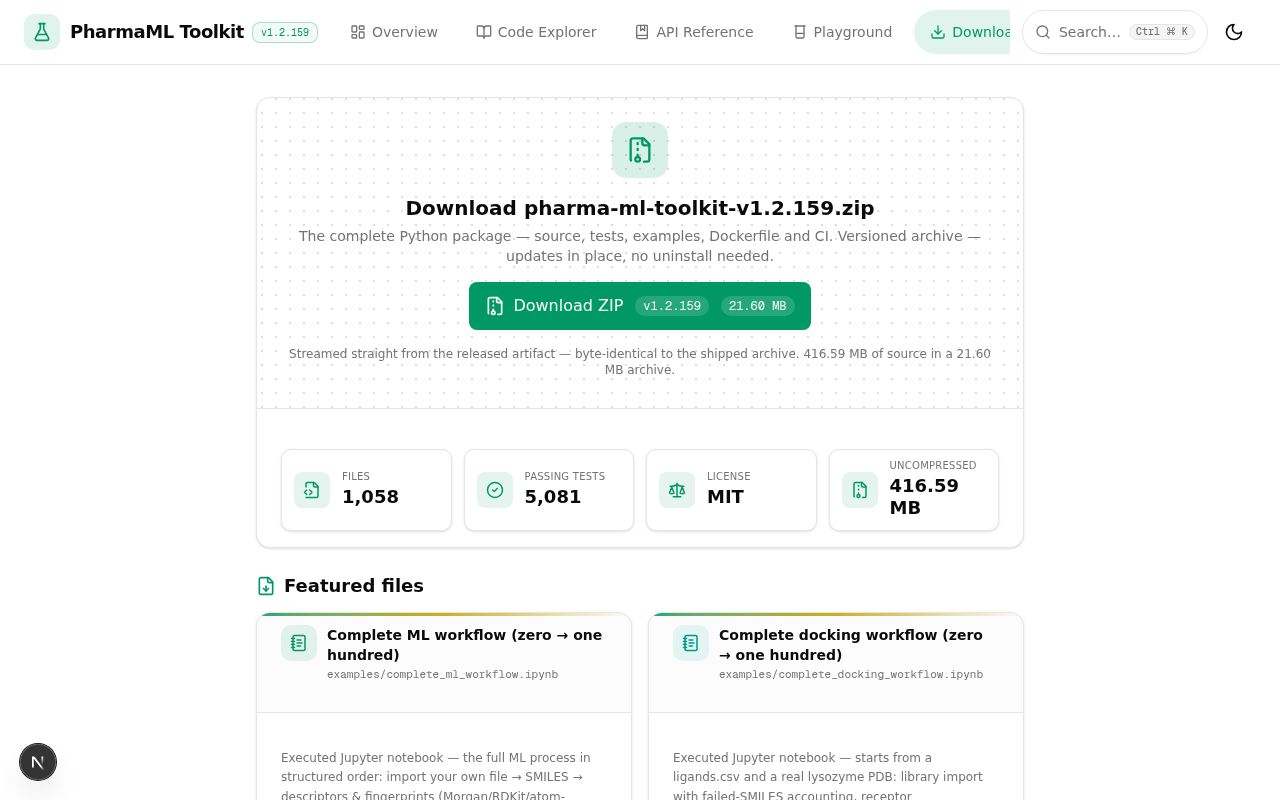 PharmaML Toolkit v1.2.159 Overview Code Explorer API Reference Playground Downloa Search... Ctrl ⌘ K
Download pharma-ml-toolkit-v1.2.159.zip
The complete Python package — source, tests, examples, Dockerfile and CI. Versioned archive —
updates in place, no uninstall needed.
Download ZIP v1.2.159 21.60 MB
Streamed straight from the released artifact — byte-identical to the shipped archive. 416.59 MB of source in a 21.60
MB archive.
FILES
1,058
PASSING TESTS
5,081
LICENSE
MIT
UNCOMPRESSED
416.59
MB
Featured files
Complete ML workflow (zero → one
hundred)
examples/complete_ml_workflow.ipynb
Complete docking workflow (zero
→ one hundred)
examples/complete_docking_workflow.ipynb
Executed Jupyter notebook — the full ML process in
structured order: import your own file → SMILES →
descriptors & fingerprints (Morgan/RDKit/atom-
Executed Jupyter notebook — starts from a
ligands.csv and a real lysozyme PDB: library import
with failed-SMILES accounting, receptor
N